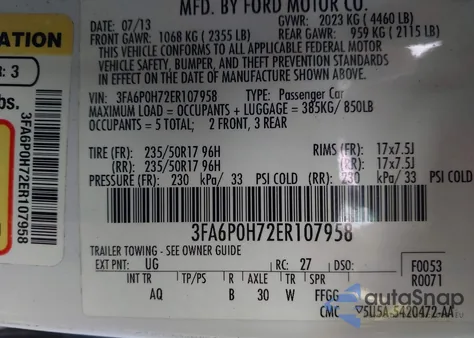 MFD. BY FORD MOTOR CO.
DATE: 07/13 GVWR: 2023 KG ( 4460 LB)
FRONT GAWR: 1068 KG ( 2355 LB) REAR GAWR: 959 KG ( 2115 LB)
THIS VEHICLE CONFORMS TO ALL APPLICABLE FEDERAL MOTOR
VEHICLE SAFETY, BUMPER, AND THEFT PREVENTION STANDARDS
IN EFFECT ON THE DATE OF MANUFACTURE SHOWN ABOVE.
VIN: 3FA6P0H72ER107958 TYPE: Passenger Car
MAXIMUM LOAD = OCCUPANTS + LUGGAGE = 385KG/ 850LB
OCCUPANTS = 5 TOTAL: 2 FRONT, 3 REAR
TIRE (FR): 235/50R17 96H RIMS (FR): 17x7.5J
(RR): 235/50R17 96H (RR): 17x7.5J
PRESSURE (FR): 230 kPa/ 33 PSI COLD (RR): 230 kPa/ 33 PSI COLD
3FA6P0H72ER107958
TRAILER TOWING - SEE OWNER GUIDE
EXT PNT: UG RC: 27 DSO: F0053
R0071
INT TR TP/PS R AXLE TR SPR
AQ B 30 W FFGG
CMC 5U5A-5420472-AA
autoSnap
ATION
R: 3
bs.
3FA6P0H72ER107958